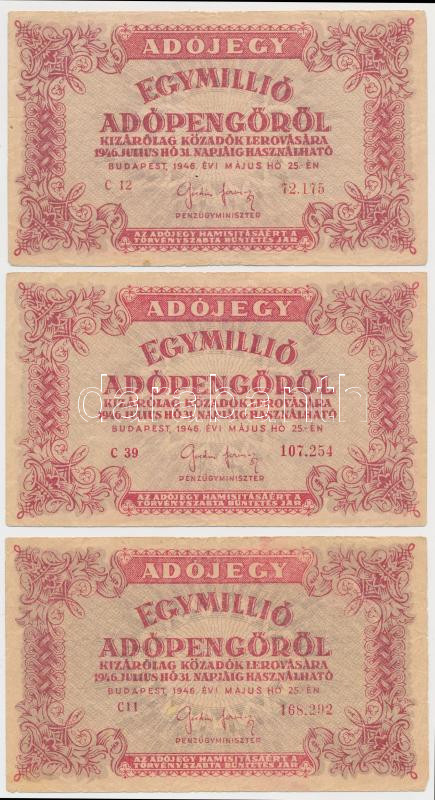 ADÓJEGY
EGYMILLIÓ
ADÓPENGŐRŐL
KIZÁRÓLAG KÖZADÓK LEROVÁSÁRA
1946. JULIUS HÓ 31. NAPJÁIG HASZNÁLHATÓ
BUDAPEST, 1946. ÉVI MÁJUS HÓ 25.-ÉN
C 12 72.175
PÉNZÜGYMINISZTER
AZ ADÓJEGY HAMISITÁSÁÉRT A
TÖRVÉNYSZABTA BÜNTETÉS JÁR
ADÓJEGY
EGYMILLIÓ
ADÓPENGŐRŐL
KIZÁRÓLAG KÖZADÓK LEROVÁSÁRA
1946. JULIUS HÓ 31. NAPJÁIG HASZNÁLHATÓ
BUDAPEST, 1946. ÉVI MÁJUS HÓ 25.-ÉN
C 39 107.254
PÉNZÜGYMINISZTER
AZ ADÓJEGY HAMISITÁSÁÉRT A
TÖRVÉNYSZABTA BÜNTETÉS JÁR
ADÓJEGY
EGYMILLIÓ
ADÓPENGŐRŐL
KIZÁRÓLAG KÖZADÓK LEROVÁSÁRA
1946. JULIUS HÓ 31. NAPJÁIG HASZNÁLHATÓ
BUDAPEST, 1946. ÉVI MÁJUS HÓ 25.-ÉN
C 11 168.292
PÉNZÜGYMINISZTER
AZ ADÓJEGY HAMISITÁSÁÉRT A
TÖRVÉNYSZABTA BÜNTETÉS JÁR